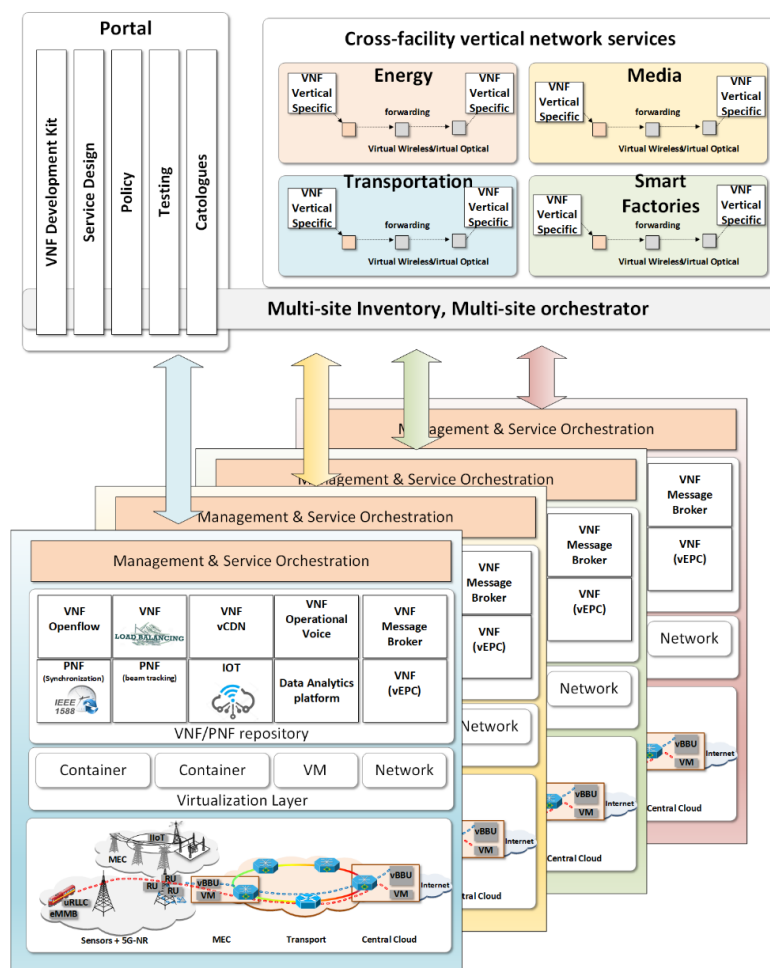 Portal
VNF Development Kit
Service Design
Policy
Testing
Catologues
Cross-facility vertical network services
Energy
VNF
Vertical
Specific
forwarding
VNF
Vertical
Specific
Virtual Wireless
Virtual Optical
Media
VNF
Vertical
Specific
forwarding
VNF
Vertical
Specific
Virtual Wireless
Virtual Optical
Transportation
VNF
Vertical
Specific
forwarding
VNF
Vertical
Specific
Virtual Wireless
Virtual Optical
Smart
Factories
VNF
Vertical
Specific
forwarding
VNF
Vertical
Specific
Virtual Wireless
Virtual Optical
Multi-site Inventory, Multi-site orchestrator
Management & Service Orchestration
VNF
Message
Broker
VNF
(vEPC)
Network
vBBU
VM
Internet
Central Cloud
Management & Service Orchestration
VNF
Message
Broker
VNF
(vEPC)
Network
vBBU
VM
Internet
Central Cloud
Management & Service Orchestration
VNF
Message
Broker
VNF
(vEPC)
Network
vBBU
VM
Internet
Central Cloud
Management & Service Orchestration
VNF
Openflow
VNF
LOAD BALANCING
VNF
vCDN
VNF
Operational
Voice
VNF
Message
Broker
PNF
(Synchronization)
IEEE
1588
PNF
(beam tracking)
IOT
Data Analytics
platform
VNF
(vEPC)
VNF/PNF repository
Container
Container
VM
Network
Virtualization Layer
IIoT
MEC
RU
RU
RU
uRLLC
eMMB
vBBU
VM
vBBU
VM
Internet
Sensors + 5G-NR
MEC
Transport
Central Cloud